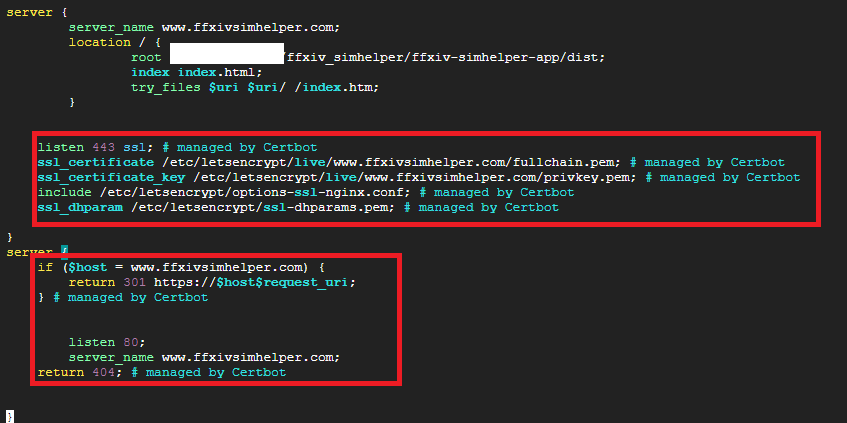 server {
server_name www.ffxivsimhelper.com;
location / {
root /ffxiv_simhelper/ffxiv-simhelper-app/dist;
index index.html;
try_files $uri $uri/ /index.htm;
}
listen 443 ssl; # managed by Certbot
ssl_certificate /etc/letsencrypt/live/www.ffxivsimhelper.com/fullchain.pem; # managed by Certbot
ssl_certificate_key /etc/letsencrypt/live/www.ffxivsimhelper.com/privkey.pem; # managed by Certbot
include /etc/letsencrypt/options-ssl-nginx.conf; # managed by Certbot
ssl_dhparam /etc/letsencrypt/ssl-dhparams.pem; # managed by Certbot
}
server {
if ($host = www.ffxivsimhelper.com) {
return 301 https://$host$request_uri;
} # managed by Certbot
listen 80;
server_name www.ffxivsimhelper.com;
return 404; # managed by Certbot
}